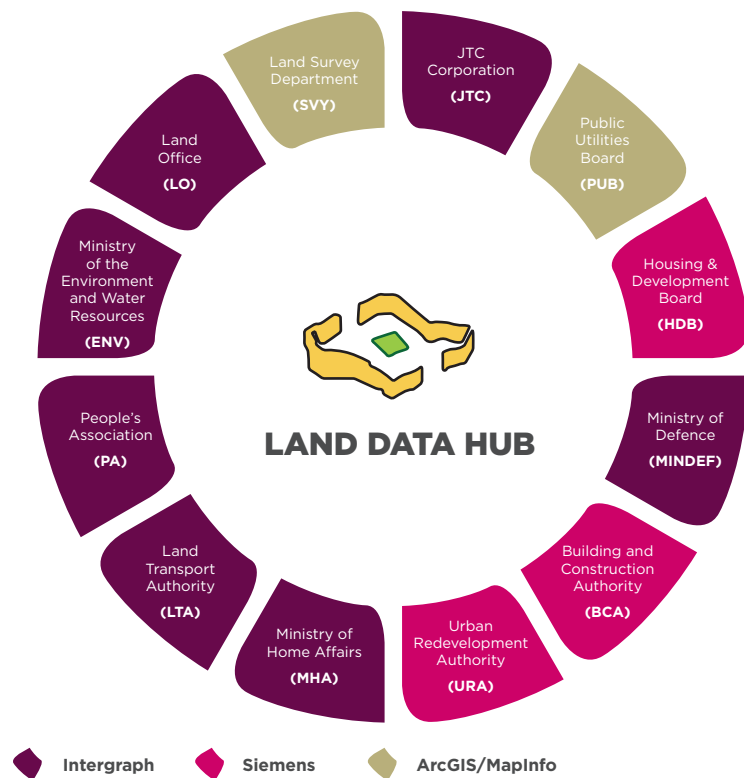 Land Survey
Department
(SVY)
JTC
Corporation
(JTC)
Public
Utilities
Board
(PUB)
Housing &
Development
Board
(HDB)
Ministry of
Defence
(MINDEF)
Building and
Construction
Authority
(BCA)
Urban
Redevelopment
Authority
(URA)
Ministry of
Home Affairs
(MHA)
Land
Transport
Authority
(LTA)
People’s
Association
(PA)
Ministry
of the
Environment
and Water
Resources
(ENV)
Land
Office
(LO)
LAND DATA HUB
Intergraph
Siemens
ArcGIS/MapInfo